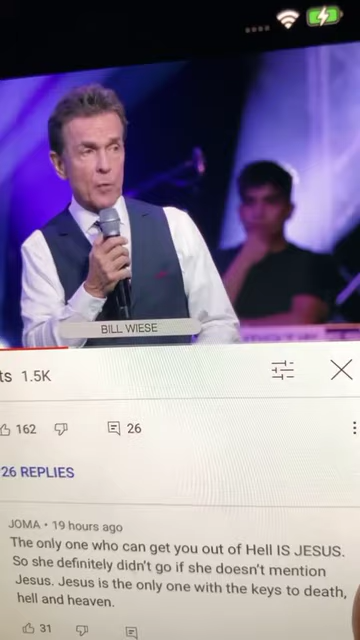 BILL WIESE
ts 1.5K
162
26
26 REPLIES
JOMA • 19 hours ago
The only one who can get you out of Hell IS JESUS.
So she definitely didn't go if she doesn't mention
Jesus. Jesus is the only one with the keys to death,
hell and heaven.
31